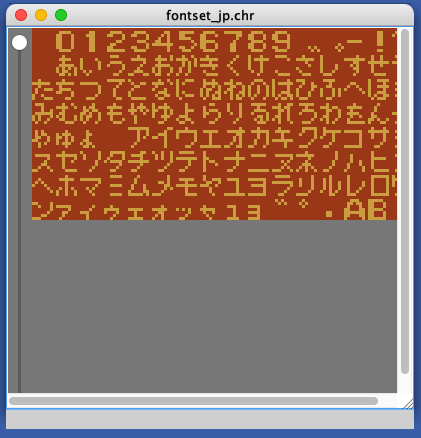 fontset_jp.chr
0123456789 ゛。ー!
あいうえおかきくけこさしすせ
たちつてとなにぬねのはひふへほ
みむめもやゆよらりるれろわをん
ゃゅょ アイウエオカキクケコサ
スセソタチツテトナニヌネノハヒ
ヘホマミムメモヤユヨラリルレロ
ンァィゥェォッャュョ゛゜.AB